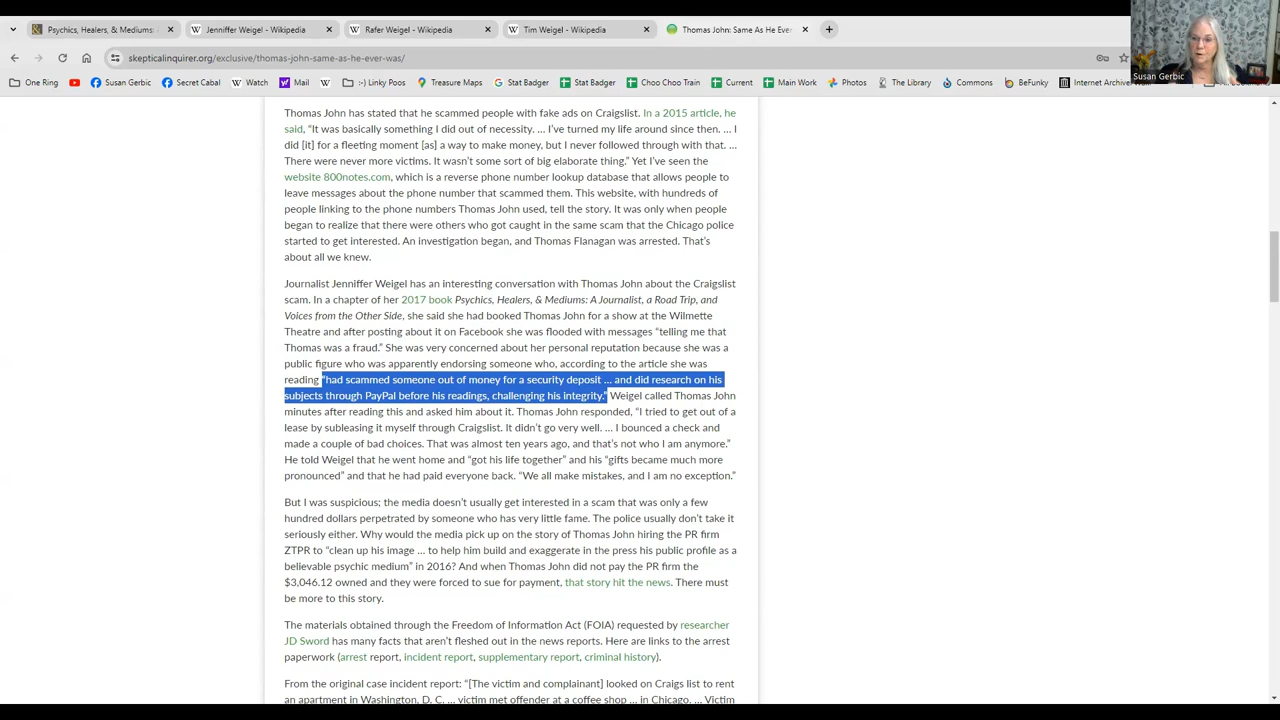 Psychics, Healers, & Mediums:
Jenniffer Weigel - Wikipedia
Rafer Weigel - Wikipedia
Tim Weigel - Wikipedia
Thomas John: Same As He Ever
skepticalinquirer.org/exclusive/thomas-john-same-as-he-ever-was/
Susan Gerbic
One Ring
Susan Gerbic
Secret Cabal
Watch
Mail
:-) Linky Poos
Treasure Maps
Stat Badger
Stat Badger
Choo Choo Train
Current
Main Work
Photos
The Library
Commons
BeFunky
Internet Archive
Thomas John has stated that he scammed people with fake ads on Craigslist. In a 2015 article, he
said, “It was basically something I did out of necessity. … I’ve turned my life around since then. … I
did [it] for a fleeting moment [as] a way to make money, but I never followed through with that. …
There were never more victims. It wasn’t some sort of big elaborate thing.” Yet I’ve seen the
website 800notes.com, which is a reverse phone number lookup database that allows people to
leave messages about the phone number that scammed them. This website, with hundreds of
people linking to the phone numbers Thomas John used, tell the story. It was only when people
began to realize that there were others who got caught in the same scam that the Chicago police
started to get interested. An investigation began, and Thomas Flanagan was arrested. That’s
about all we knew.
Journalist Jenniffer Weigel has an interesting conversation with Thomas John about the Craigslist
scam. In a chapter of her 2017 book Psychics, Healers, & Mediums: A Journalist, a Road Trip, and
Voices from the Other Side, she said she had booked Thomas John for a show at the Wilmette
Theatre and after posting about it on Facebook she was flooded with messages “telling me that
Thomas was a fraud.” She was very concerned about her personal reputation because she was a
public figure who was apparently endorsing someone who, according to the article she was
reading “had scammed someone out of money for a security deposit … and did research on his
subjects through PayPal before his readings, challenging his integrity.” Weigel called Thomas John
minutes after reading this and asked him about it. Thomas John responded, “I tried to get out of a
lease by subleasing it myself through Craigslist. It didn’t go very well. … I bounced a check and
made a couple of bad choices. That was almost ten years ago, and that’s not who I am anymore.”
He told Weigel that he went home and “got his life together” and his “gifts became much more
pronounced” and that he had paid everyone back. “We all make mistakes, and I am no exception.”
But I was suspicious; the media doesn’t usually get interested in a scam that was only a few
hundred dollars perpetrated by someone who has very little fame. The police usually don’t take it
seriously either. Why would the media pick up on the story of Thomas John hiring the PR firm
ZTPR to “clean up his image … to help him build and exaggerate in the press his public profile as a
believable psychic medium” in 2016? And when Thomas John did not pay the PR firm the
$3,046.12 owned and they were forced to sue for payment, that story hit the news. There must
be more to this story.
The materials obtained through the Freedom of Information Act (FOIA) requested by researcher
JD Sword has many facts that aren’t fleshed out in the news reports. Here are links to the arrest
paperwork (arrest report, incident report, supplementary report, criminal history).
From the original case incident report: “[The victim and complainant] looked on Craigs list to rent
an apartment in Washington, D. C. … victim met offender at a coffee shop … in Chicago. … Victim